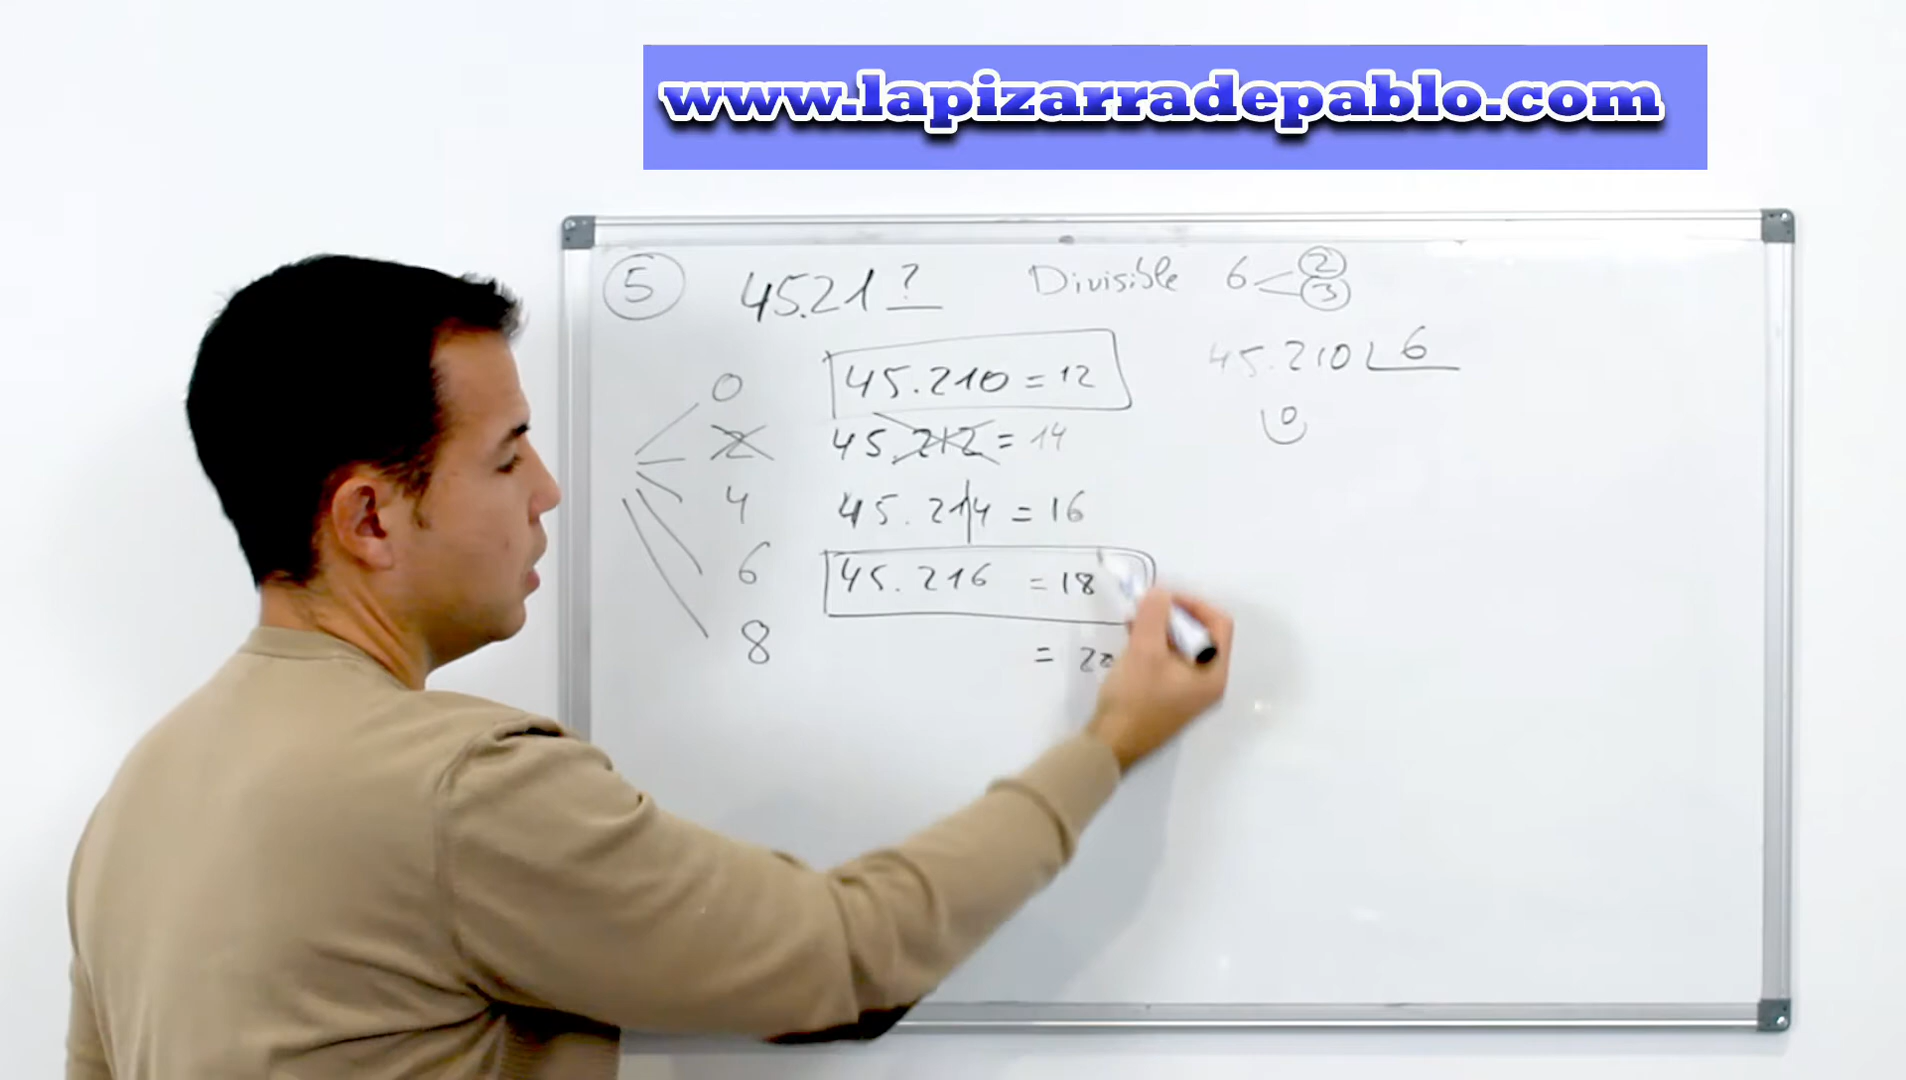 www.lapizarradepablo.com
5 45.21? Divisible 6 2 3
0 45.210 = 12 45.210 6
2 45.212 = 14 0
4 45.214 = 16
6 45.216 = 18
8 = 20